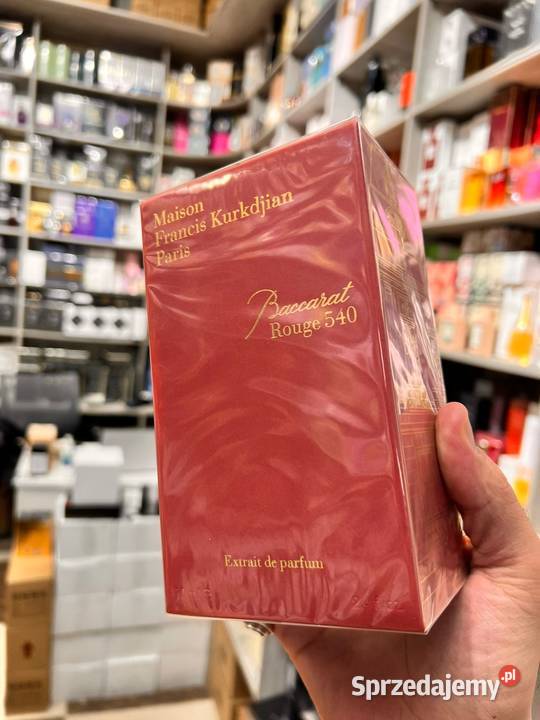 Maison
Francis Kurkdjian
Paris
Baccarat
Rouge 540
Extrait de parfum
Sprzedajemy.pl